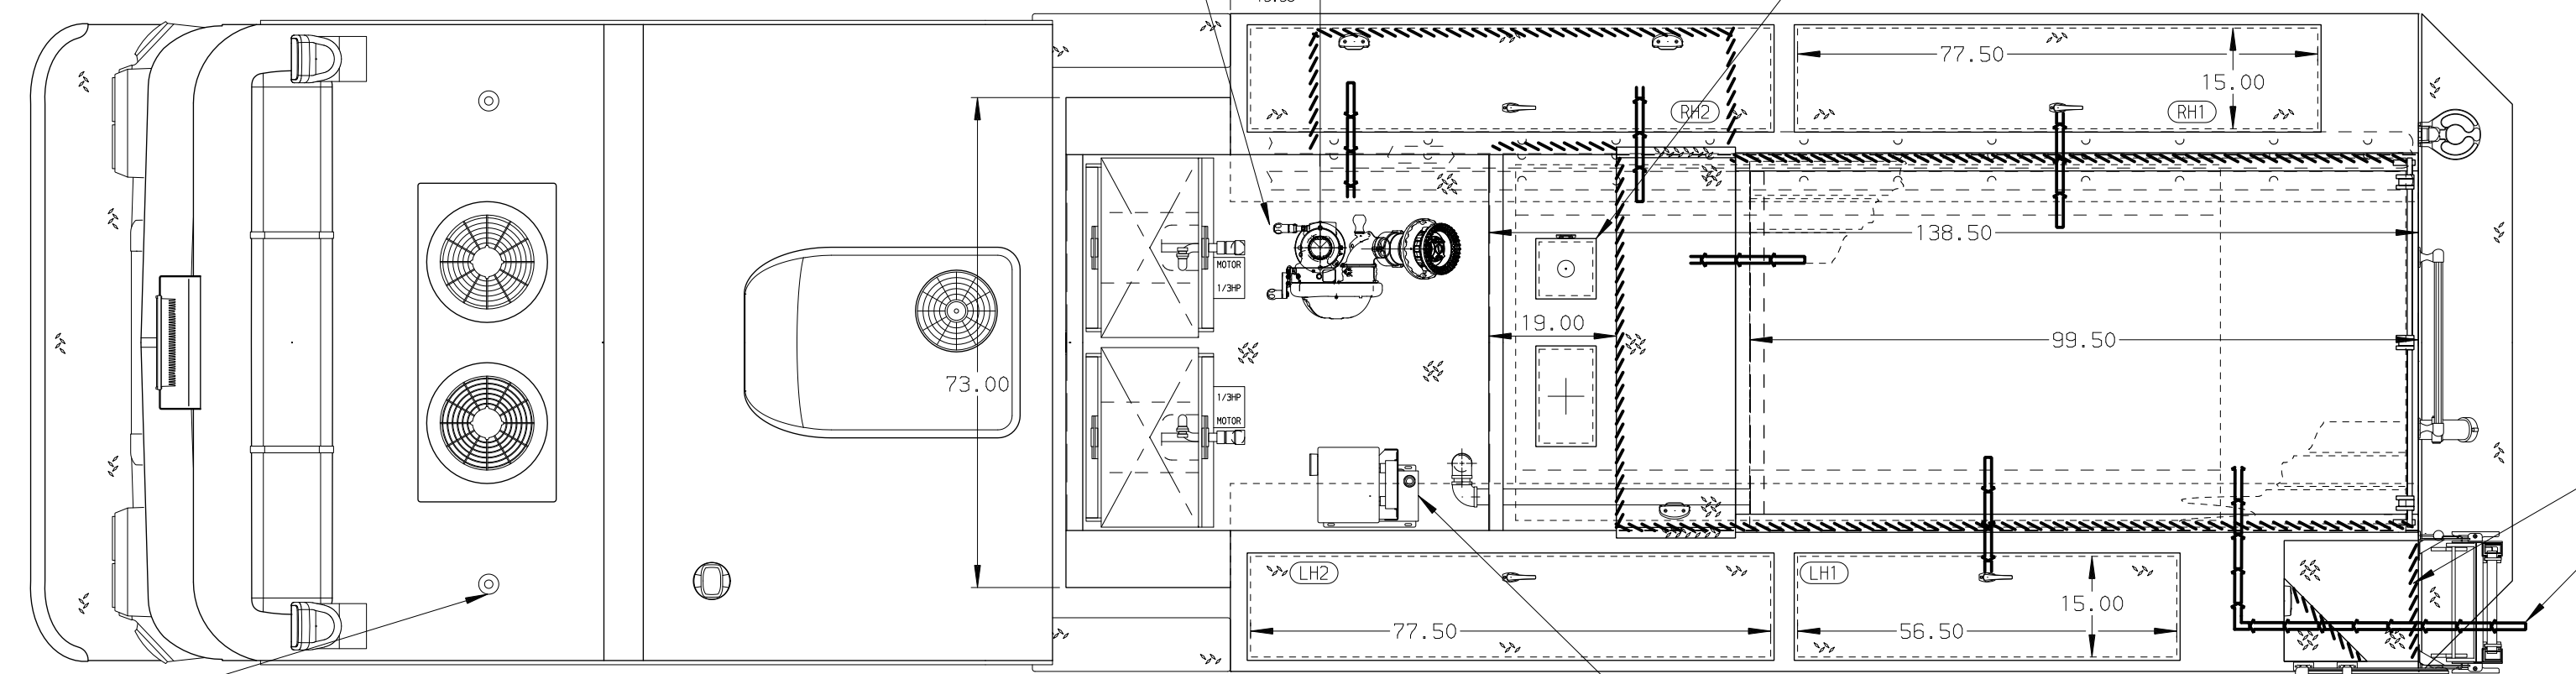 77.50
15.00
RH2
RH1
138.50
MOTOR
1/3HP
19.00
99.50
73.00
1/3HP
MOTOR
LH2
LH1
15.00
77.50
56.50